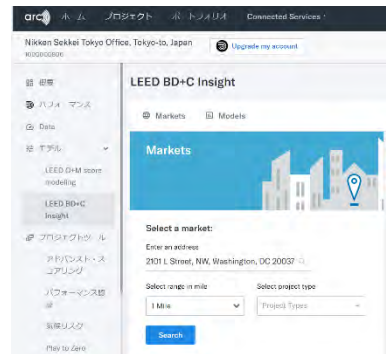 arc ホーム プロジェクト ポートフォリオ Connected Services
Nikken Sekkei Tokyo Office, Tokyo-to, Japan
Upgrade my account
概要
パフォーマンス
Data
モデル
LEED O+M score
modeling
LEED BD+C
Insight
プロジェクトツール
アドバンスト・ス
コアリング
パフォーマンス証
気候リスク
Play to Zero
LEED BD+C Insight
Markets
Models
Markets
Select a market:
Enter an address
2101 L Street, NW, Washington, DC 20037
Select range in mile
Select project type
1 Mile
Project Types
Search